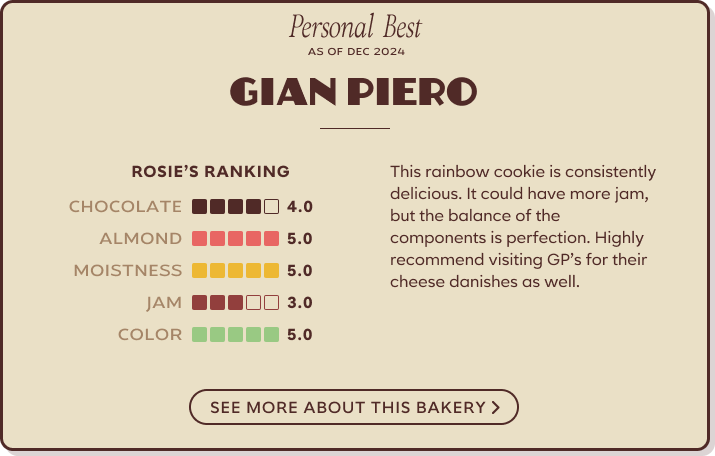 Personal Best
AS OF DEC 2024
GIAN PIERO
ROSIE’S RANKING
CHOCOLATE 4.0
ALMOND 5.0
MOISTNESS 5.0
JAM 3.0
COLOR 5.0
This rainbow cookie is consistently
delicious. It could have more jam,
but the balance of the
components is perfection. Highly
recommend visiting GP’s for their
cheese danishes as well.
SEE MORE ABOUT THIS BAKERY